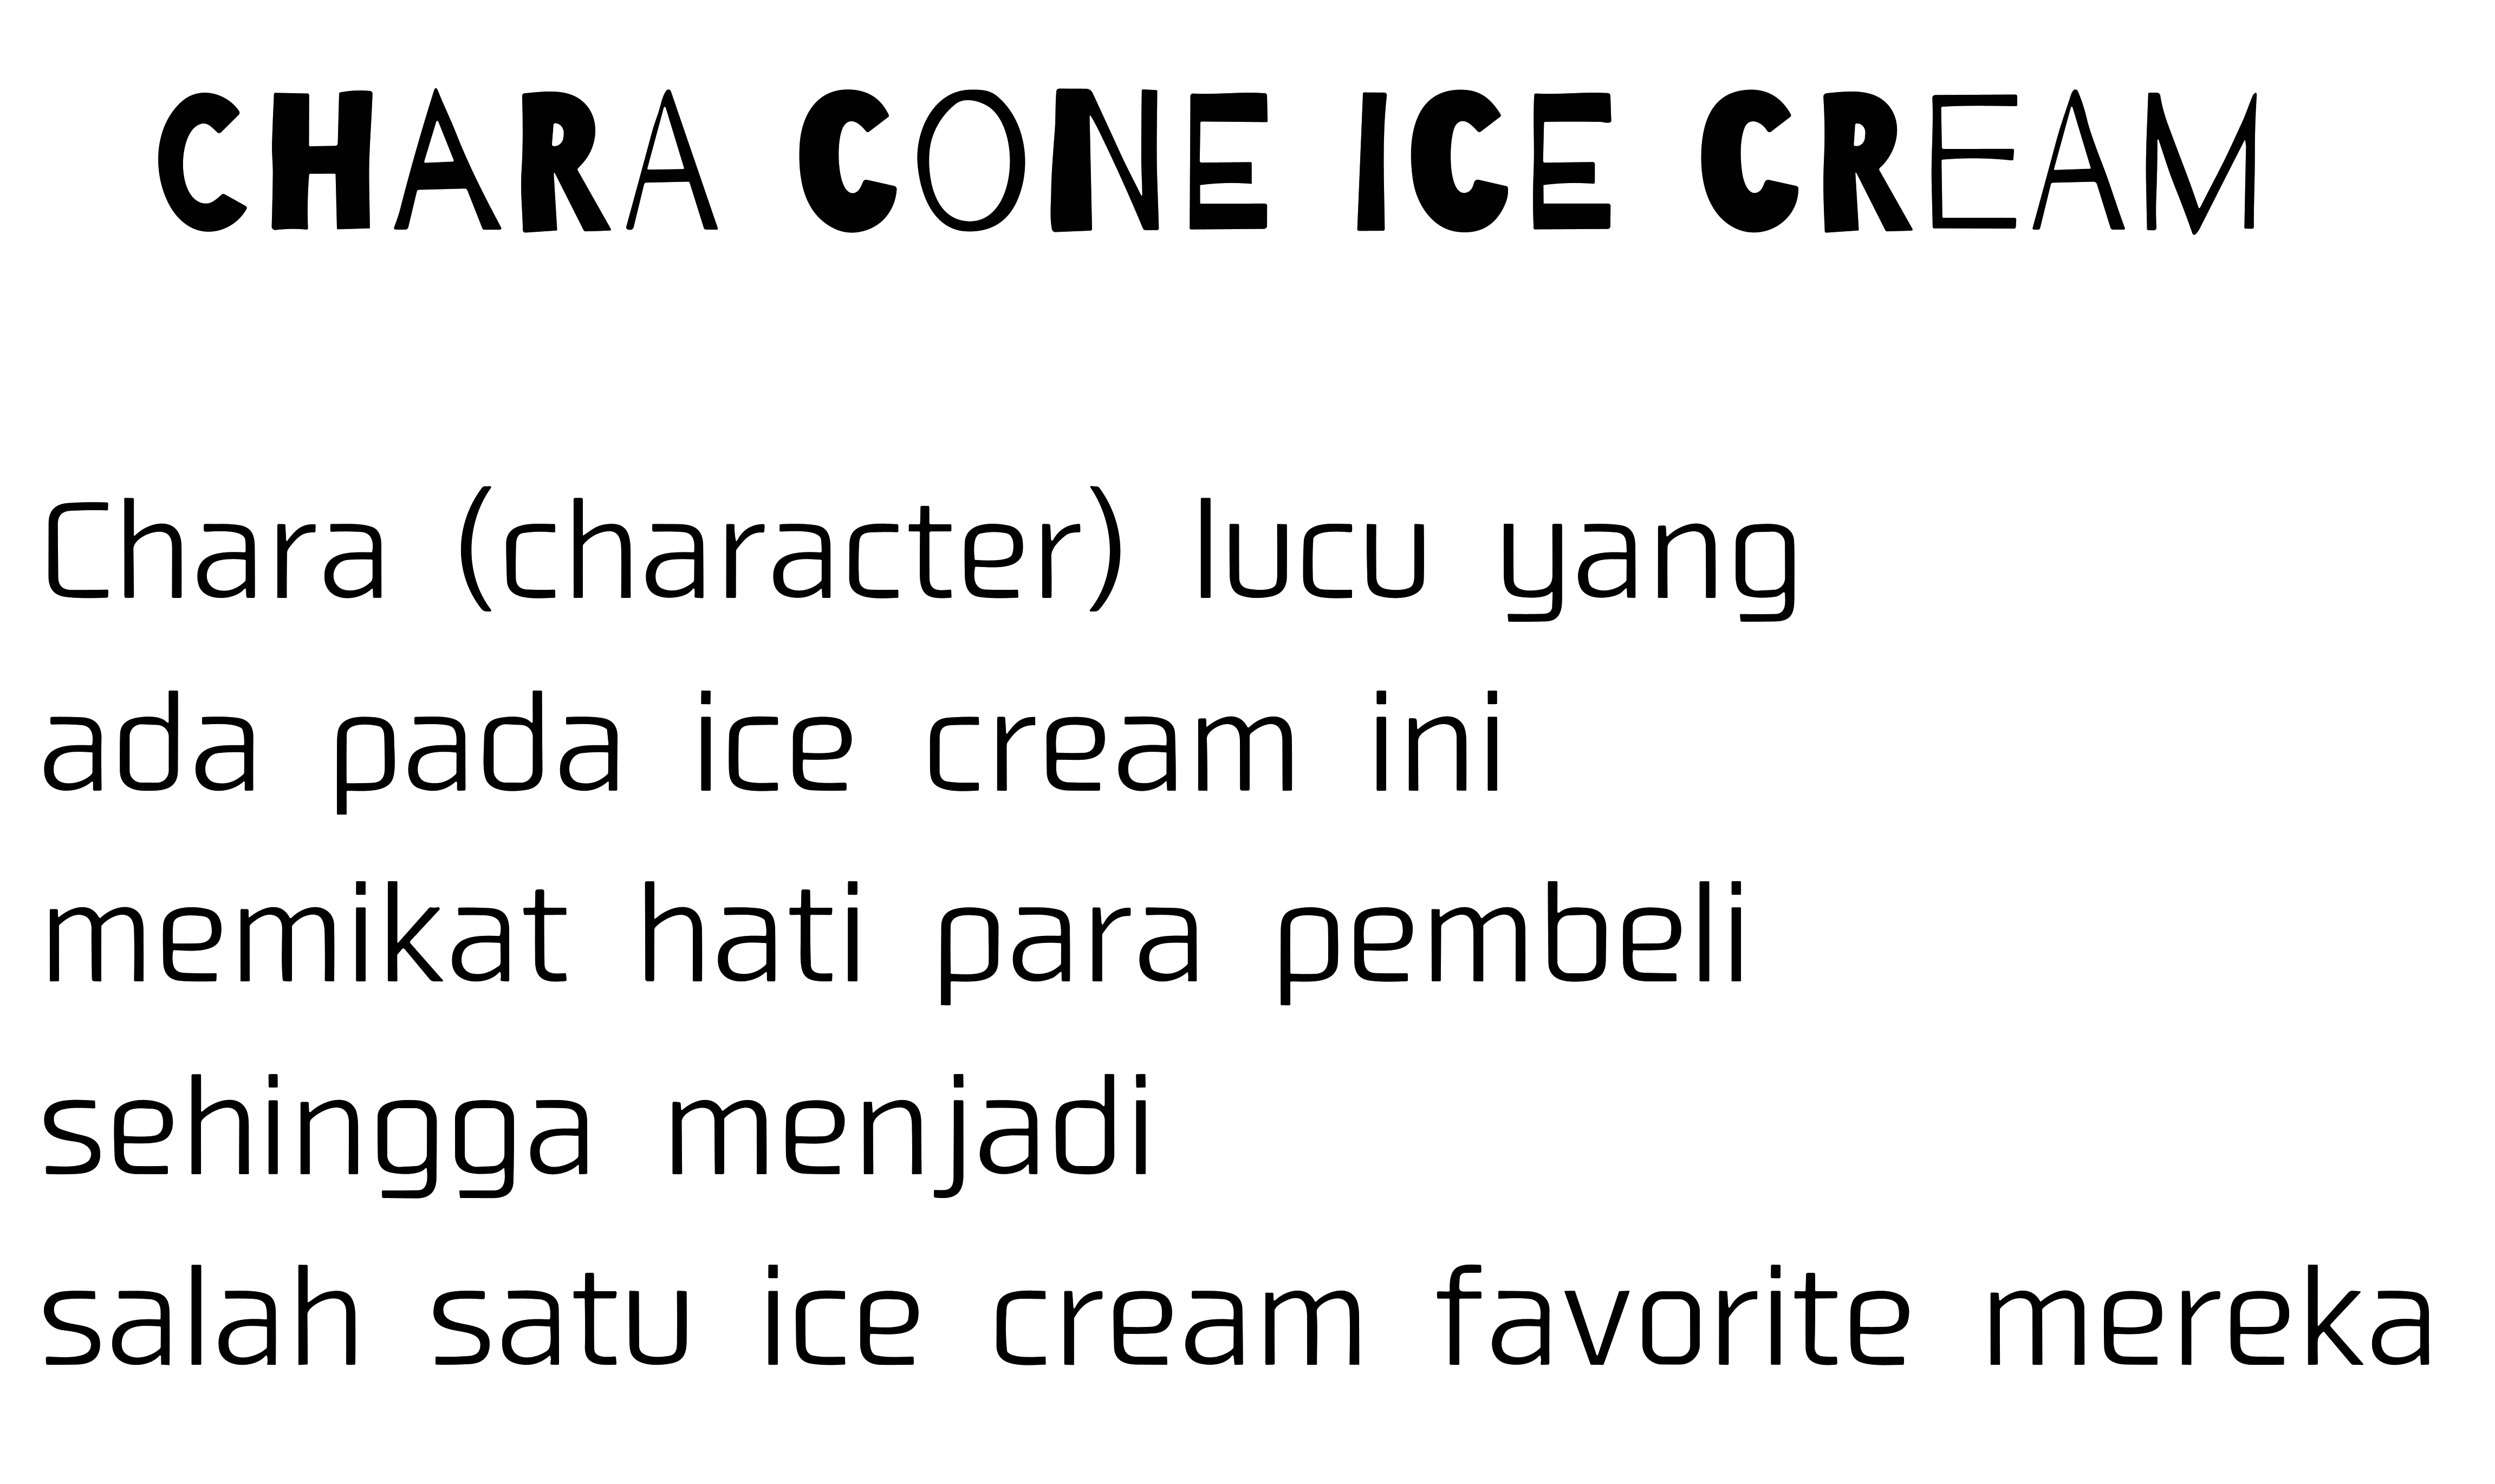 CHARA CONE ICE CREAM
Chara (character) lucu yang
ada pada ice cream ini
memikat hati para pembeli
sehingga menjadi
salah satu ice cream favorite mereka